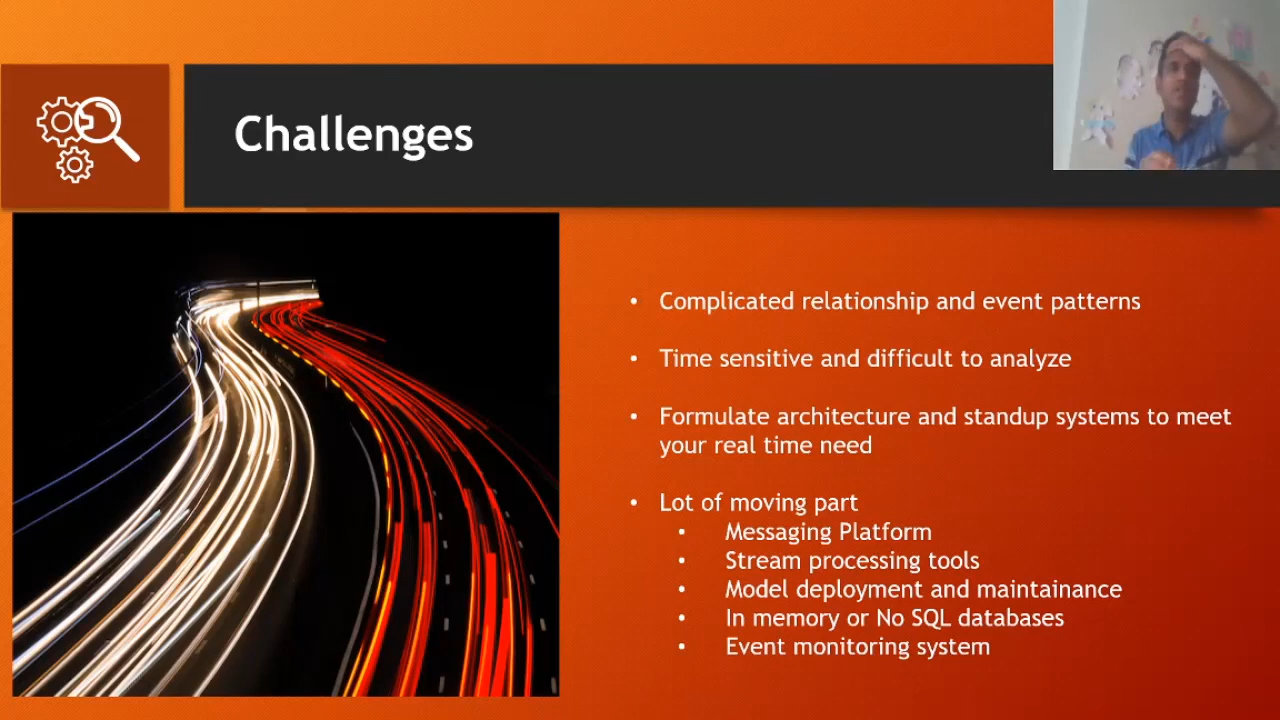 Challenges
• Complicated relationship and event patterns
• Time sensitive and difficult to analyze
• Formulate architecture and standup systems to meet
your real time need
• Lot of moving part
• Messaging Platform
• Stream processing tools
• Model deployment and maintainance
• In memory or No SQL databases
• Event monitoring system